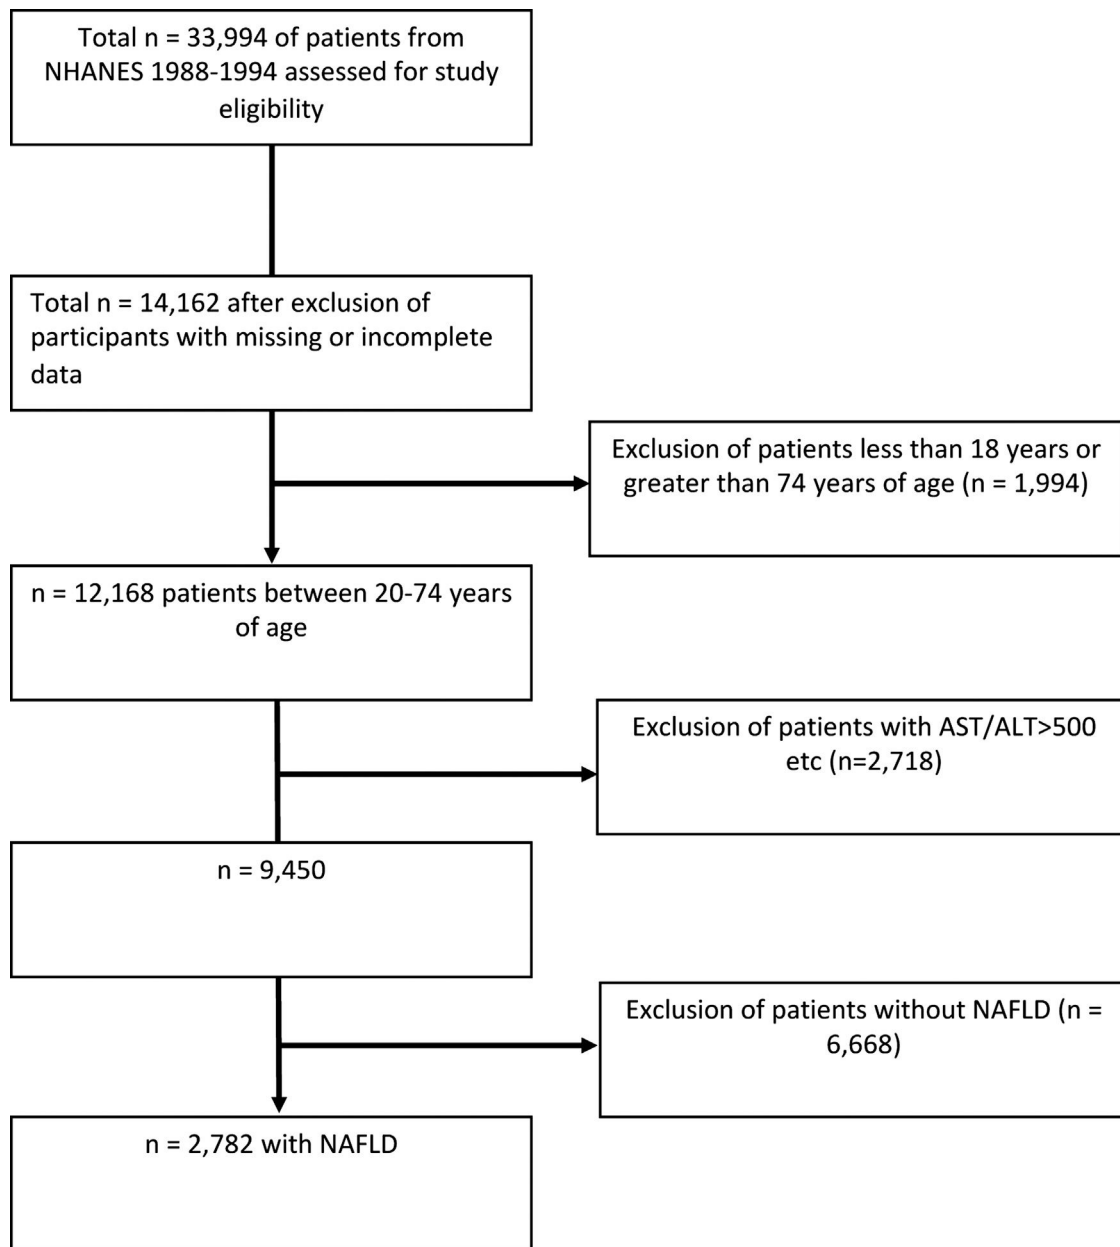 Total n = 33,994 of patients from
NHANES 1988-1994 assessed for study
eligibility
Total n = 14,162 after exclusion of
participants with missing or incomplete
data
Exclusion of patients less than 18 years or
greater than 74 years of age (n = 1,994)
n = 12,168 patients between 20-74 years
of age
Exclusion of patients with AST/ALT>500
etc (n=2,718)
n = 9,450
Exclusion of patients without NAFLD (n =
6,668)
n = 2,782 with NAFLD